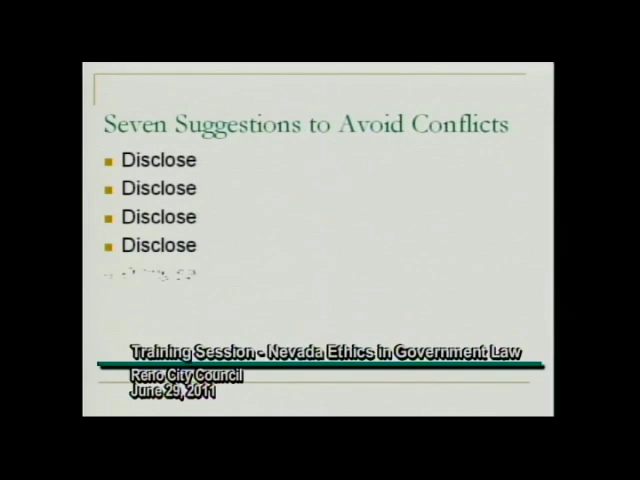 Seven Suggestions to Avoid Conflicts
Disclose
Disclose
Disclose
Disclose
Training Session - Nevada Ethics in Government Law
Reno City Council
June 29, 2011